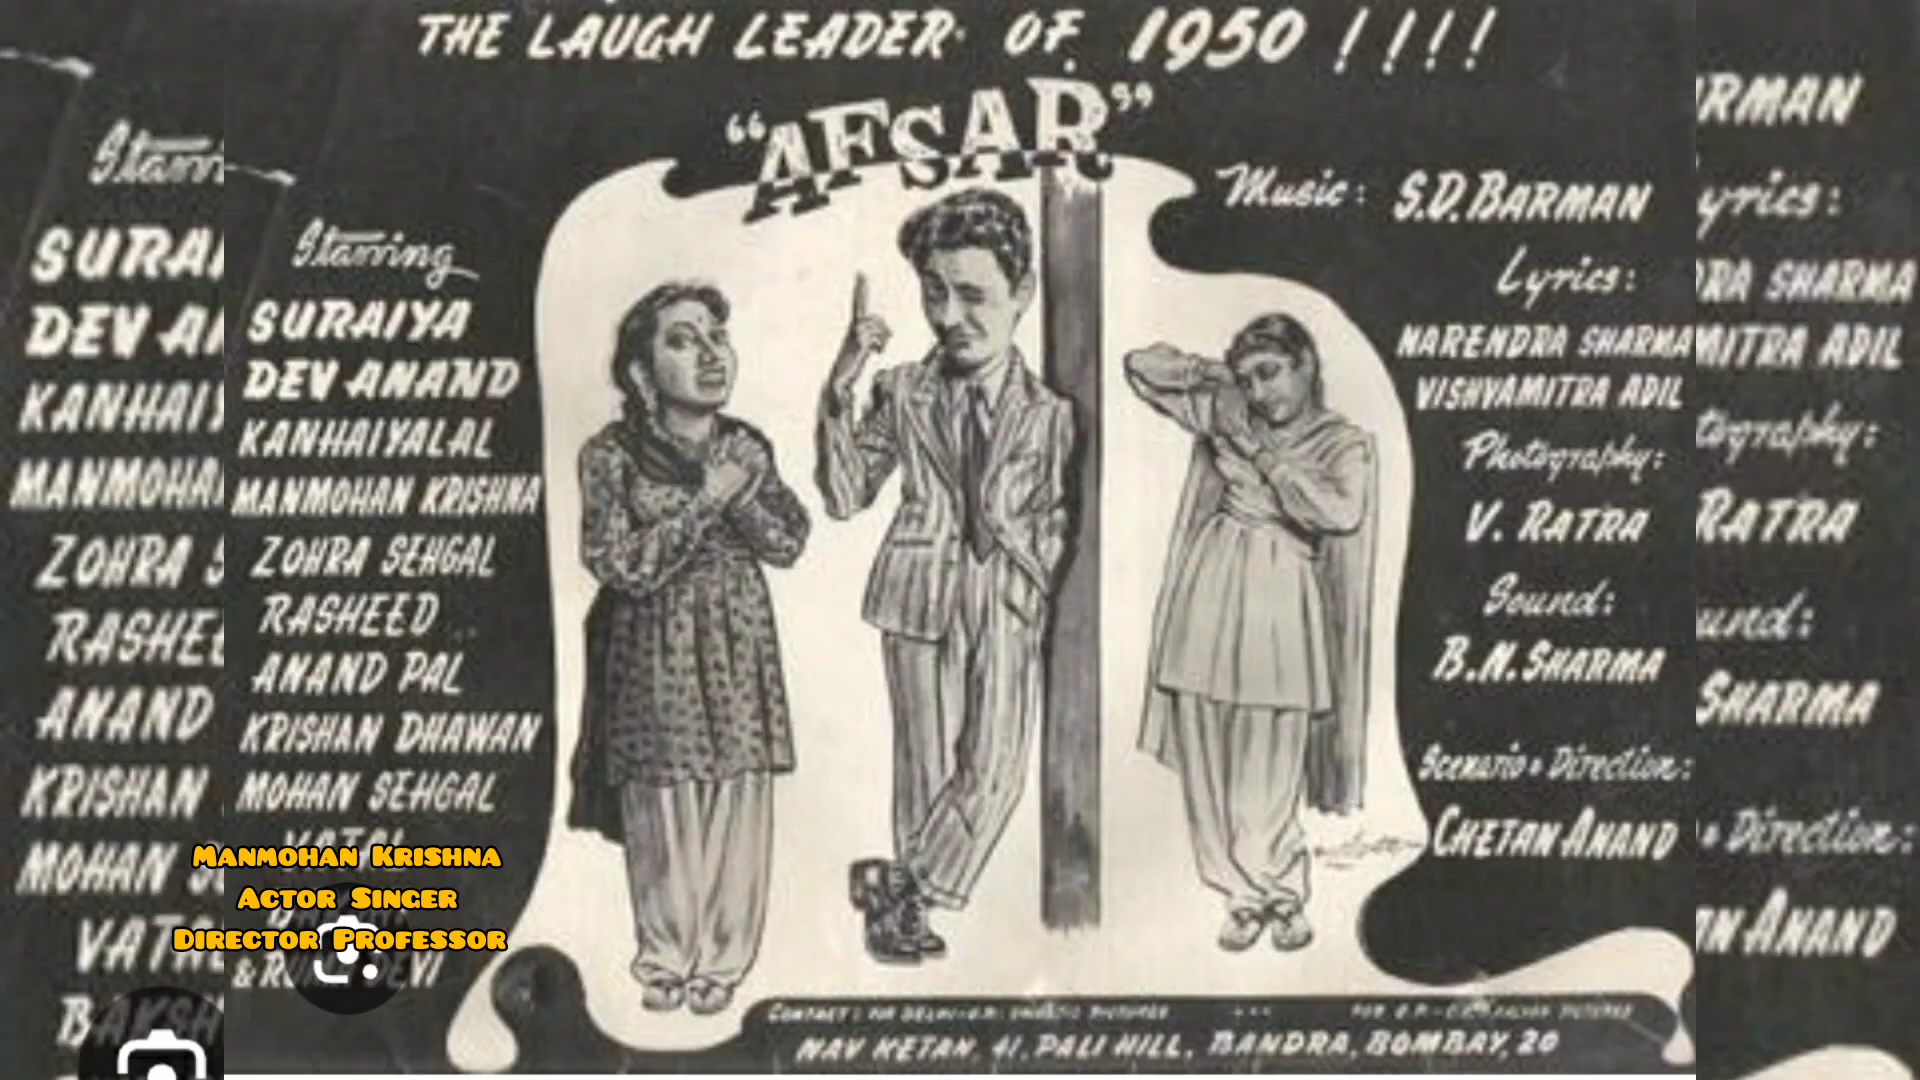 THE LAUGH LEADER OF 1950 !!!!
"AFSAR"
Starring
SURAIYA
DEV ANAND
KANHAIYALAL
MANMOHAN KRISHNA
ZOHRA SEHGAL
RASHEED
ANAND PAL
KRISHAN DHAWAN
MOHAN SEHGAL
Manmohan Krishna
Actor Singer
Director Professor
Music: S.D. BARMAN
Lyrics:
NARENDRA SHARMA
VISHVAMITRA ADIL
Photography:
V. RATRA
Sound:
B.N. SHARMA
Scenario & Direction:
CHETAN ANAND
NAV KETAN, 41, PALI HILL, BANDRA, BOMBAY, 20